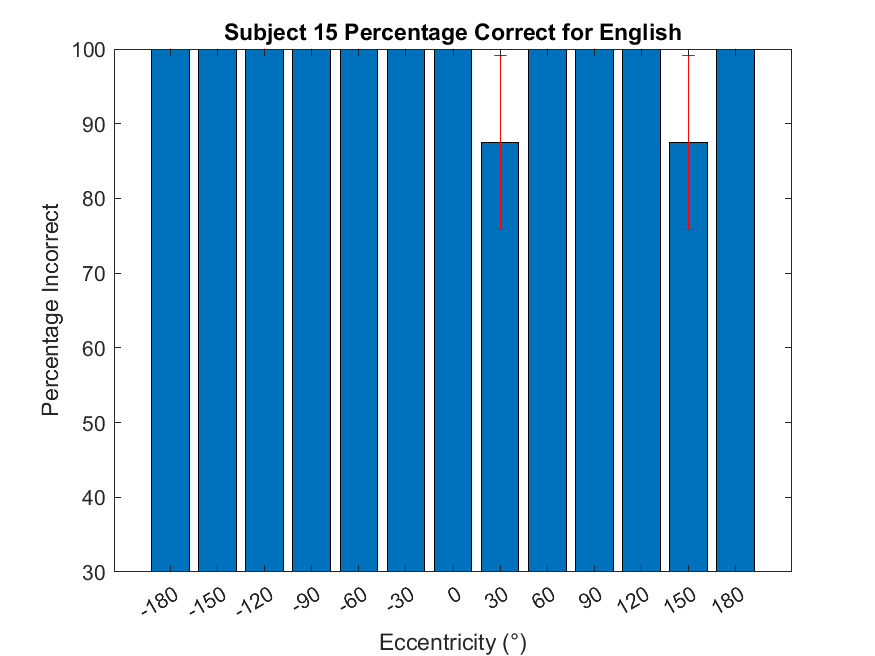 Subject 15 Percentage Correct for English
100
90
80
70
60
50
40
30
Percentage Incorrect
-180 -150 -120 -90 -60 -30 0 30 60 90 120 150 180
Eccentricity (°)